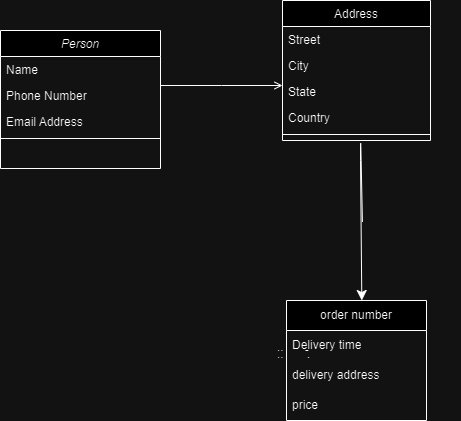 Person
Name
Phone Number
Email Address
Address
Street
City
State
Country
order number
Delivery time
delivery address
price